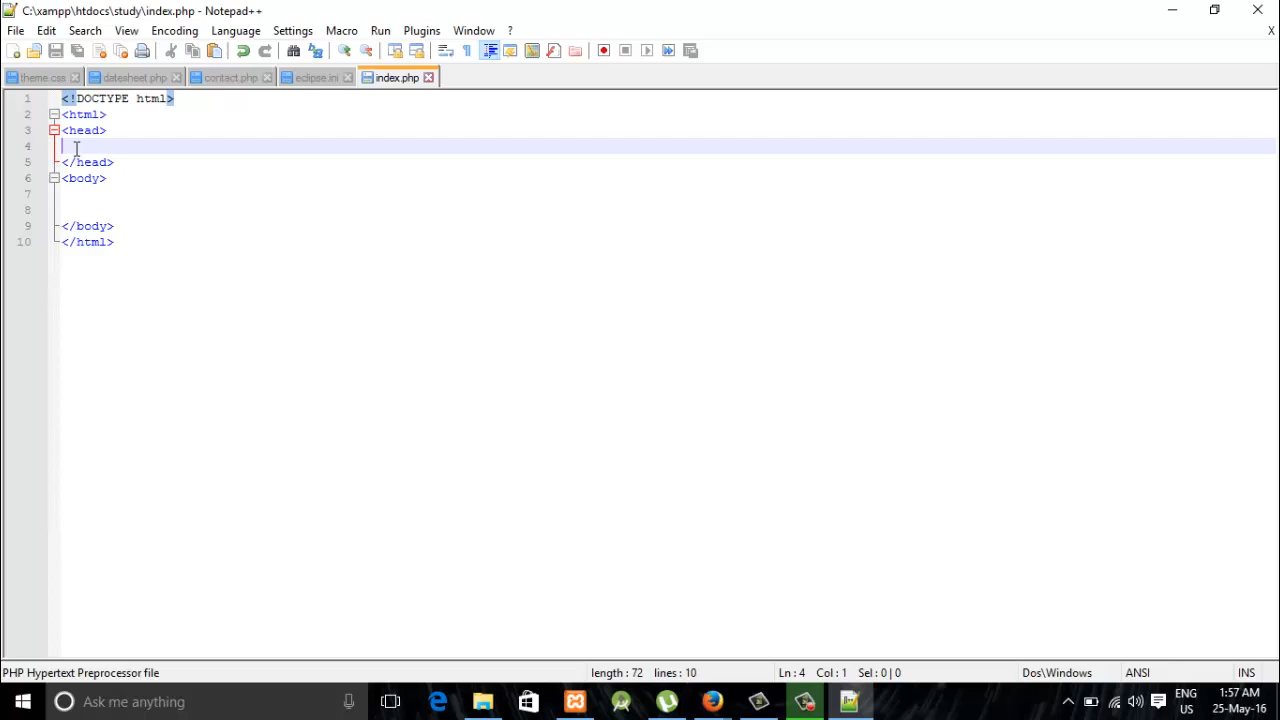 C:\xampp\htdocs\study\index.php - Notepad++
File Edit Search View Encoding Language Settings Macro Run Plugins Window ? X
theme.css datesheet php contact.php eclipse.ini index.php
1 <!DOCTYPE html>
2 <html>
3 <head>
4
5 </head>
6 <body>
7
8
9 </body>
10 </html>
PHP Hypertext Preprocessor file length : 72 lines : 10 Ln : 4 Col : 1 Sel : 0 | 0 Dos\Windows ANSI INS
Ask me anything ENG 1:57 AM
US 25-May-16